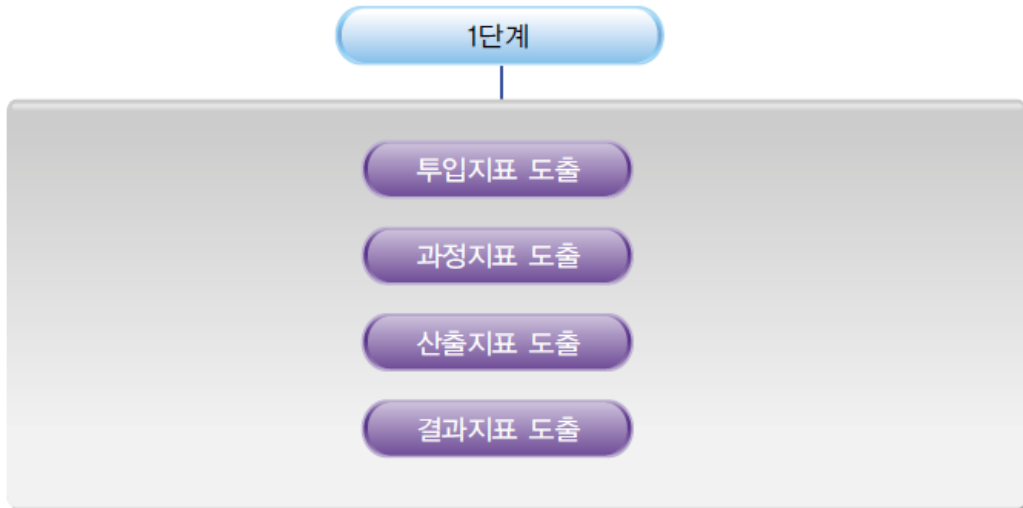 1단계
투입지표 도출
과정지표 도출
산출지표 도출
결과지표 도출